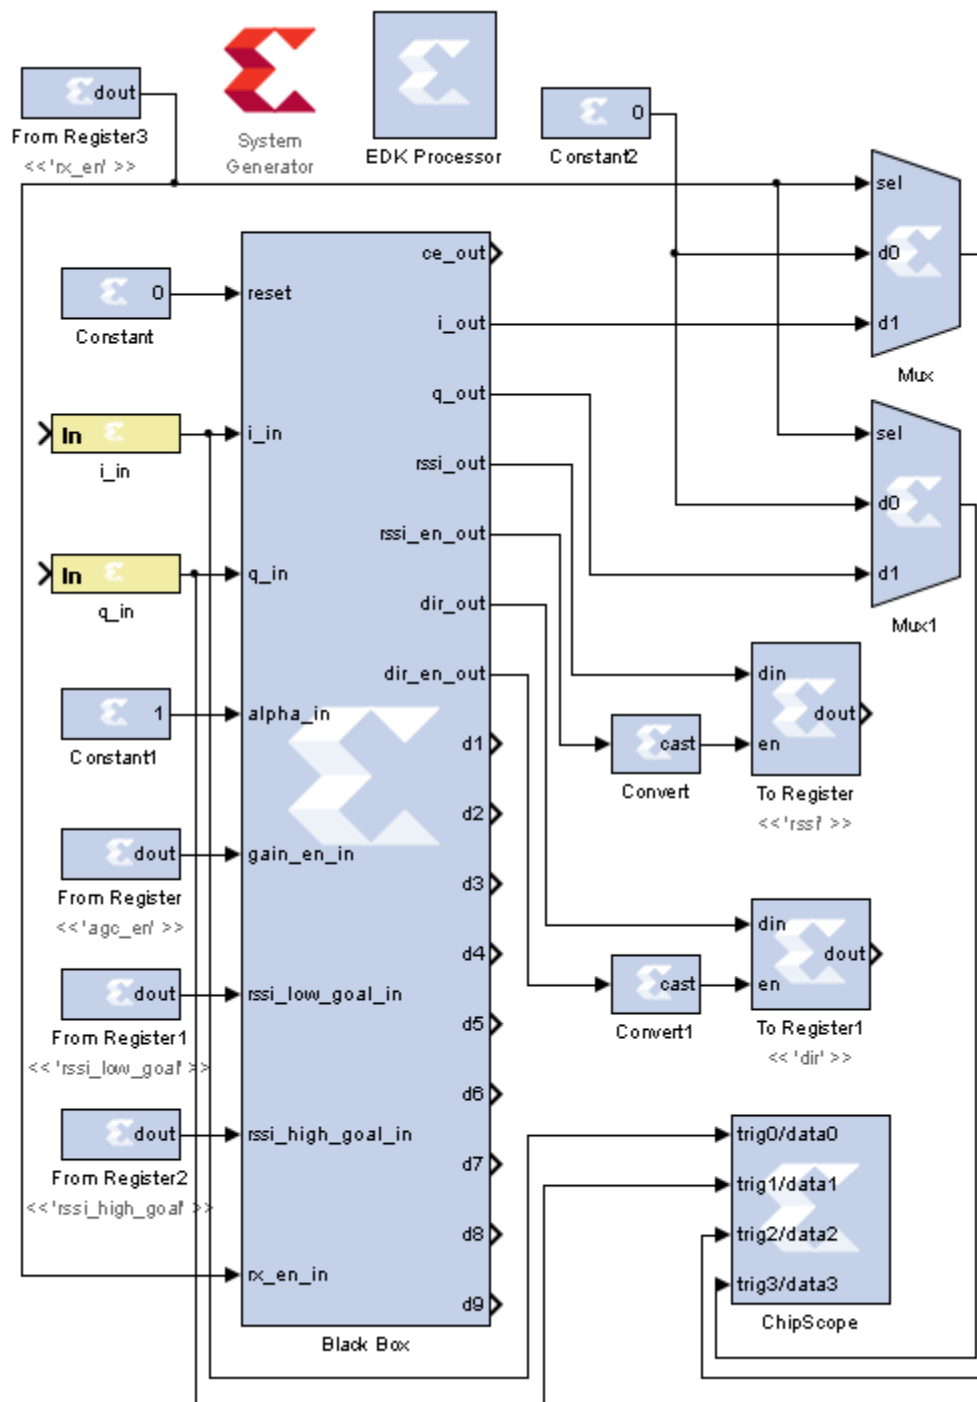 dout
From Register3
<<'rx_en' >>
System
Generator
EDK Processor
0
Constant2
sel
d0
d1
Mux
0
Constant
In
i_in
In
q_in
1
Constant1
dout
From Register
<<'agc_en' >>
dout
From Register1
<<'rssi_low_goal' >>
dout
From Register2
<<'rssi_high_goal' >>
reset
i_in
q_in
alpha_in
gain_en_in
rssi_low_goal_in
rssi_high_goal_in
rx_en_in
ce_out
i_out
q_out
rssi_out
rssi_en_out
dir_out
dir_en_out
d1
d2
d3
d4
d5
d6
d7
d8
d9
Black Box
sel
d0
d1
Mux1
cast
Convert
din
dout
en
To Register
<<'rssi' >>
cast
Convert1
din
dout
en
To Register1
<<'dir' >>
trig0/data0
trig1/data1
trig2/data2
trig3/data3
ChipScope